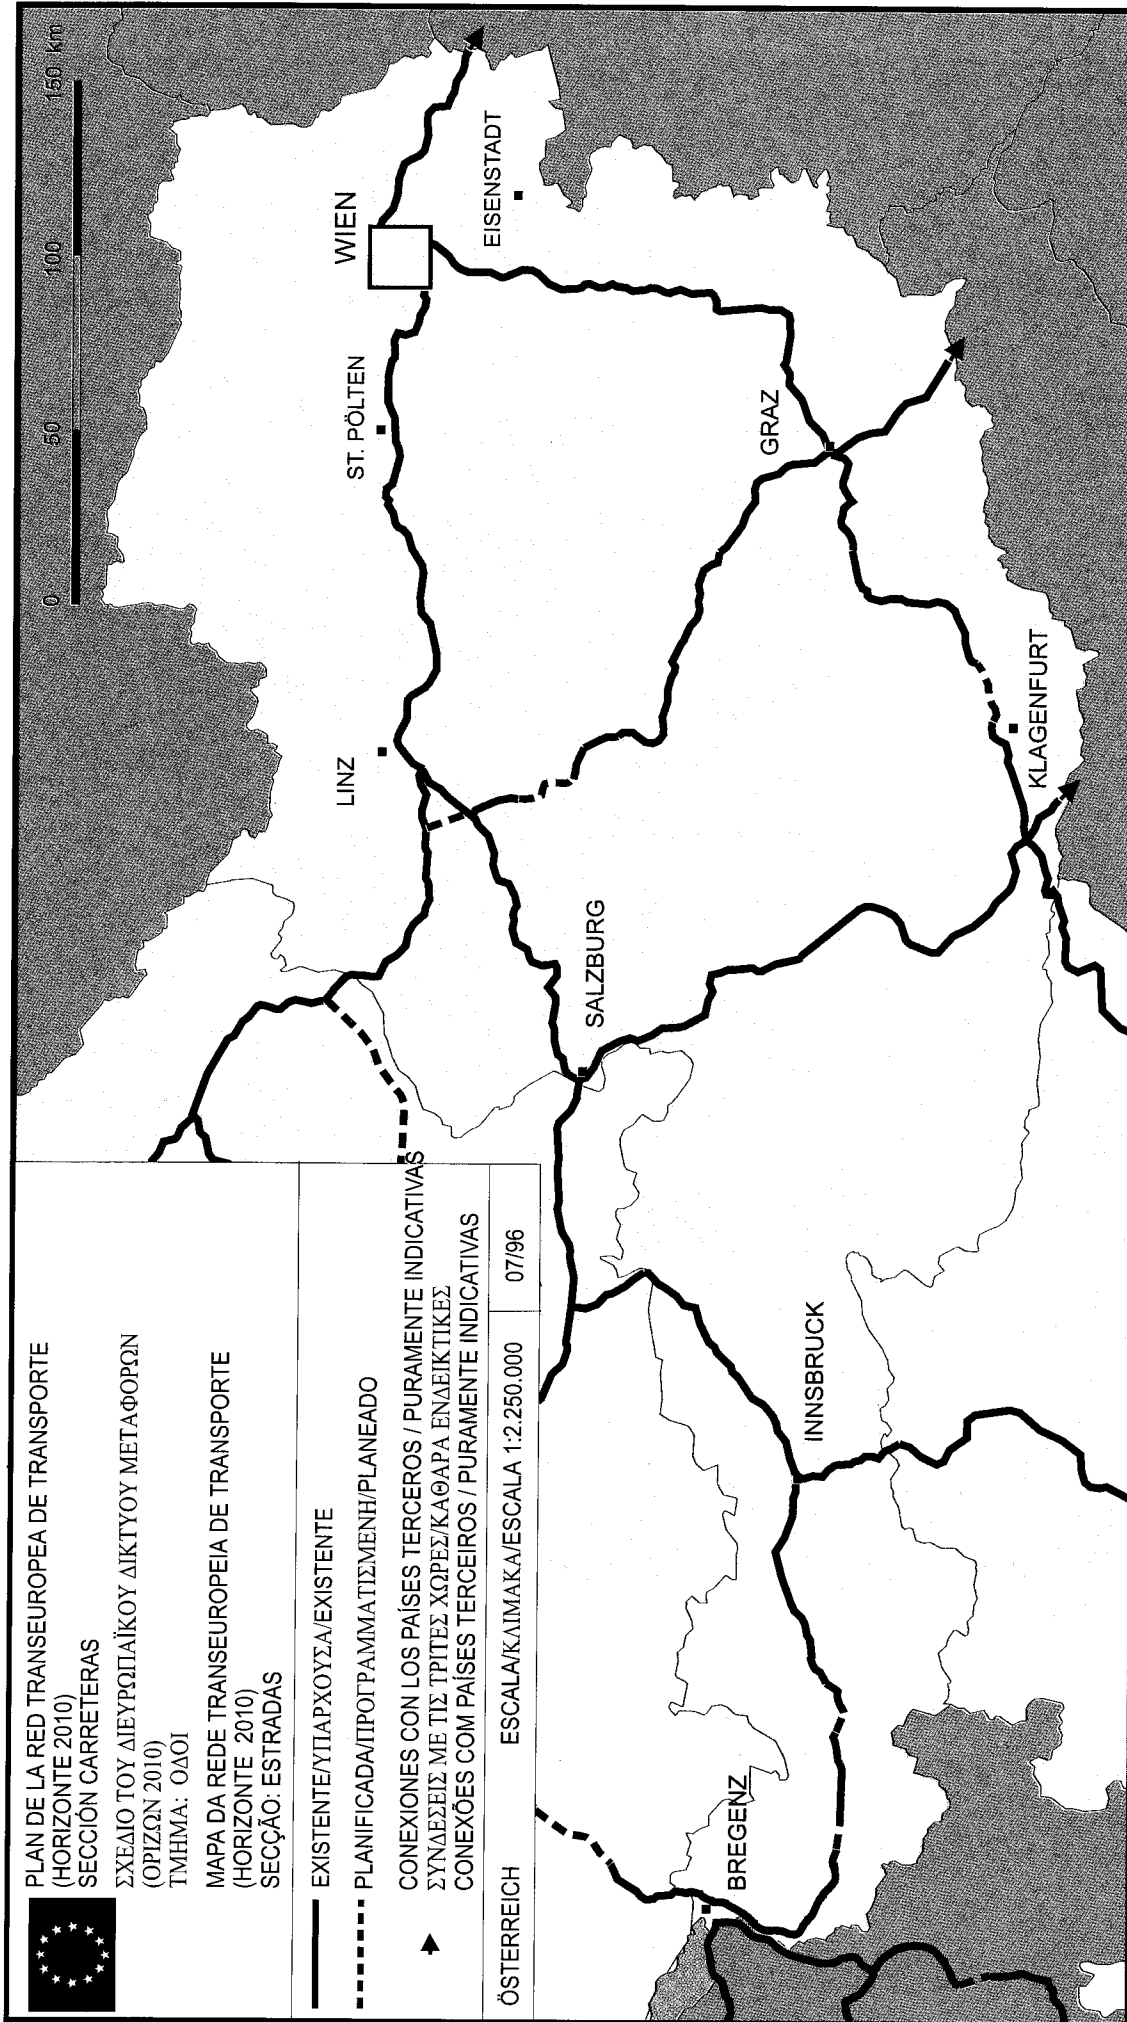 PLAN DE LA RED TRANSEUROPEA DE TRANSPORTE
(HORIZONTE 2010)
SECCIÓN CARRETERAS
ΣΧΕΔΙΟ ΤΟΥ ΔΙΕΥΡΩΠΑΪΚΟΥ ΔΙΚΤΥΟΥ ΜΕΤΑΦΟΡΩΝ
(ΟΡΙΖΩΝ 2010)
ΤΜΗΜΑ: ΟΔΟΙ
MAPA DA REDE TRANSEUROPEIA DE TRANSPORTE
(HORIZONTE 2010)
SECÇÃO: ESTRADAS
EXISTENTE/ΥΠΑΡΧΟΥΣΑ/EXISTENTE
PLANIFICADA/ΠΡΟΓΡΑΜΜΑΤΙΣΜΕΝΗ/PLANEADO
CONEXIONES CON LOS PAÍSES TERCEROS / PURAMENTE INDICATIVAS
ΣΥΝΔΕΣΕΙΣ ΜΕ ΤΙΣ ΤΡΙΤΕΣ ΧΩΡΕΣ/ΚΑΘΑΡΑ ΕΝΔΕΙΚΤΙΚΕΣ
CONEXÕES COM PAÍSES TERCEIROS / PURAMENTE INDICATIVAS
ÖSTERREICH ESCALA/ΚΛΙΜΑΚΑ/ESCALA 1:2.250.000 07/96
0 50 100 150 km
WIEN
LINZ
ST. PÖLTEN
EISENSTADT
SALZBURG
GRAZ
INNSBRUCK
BREGENZ
KLAGENFURT